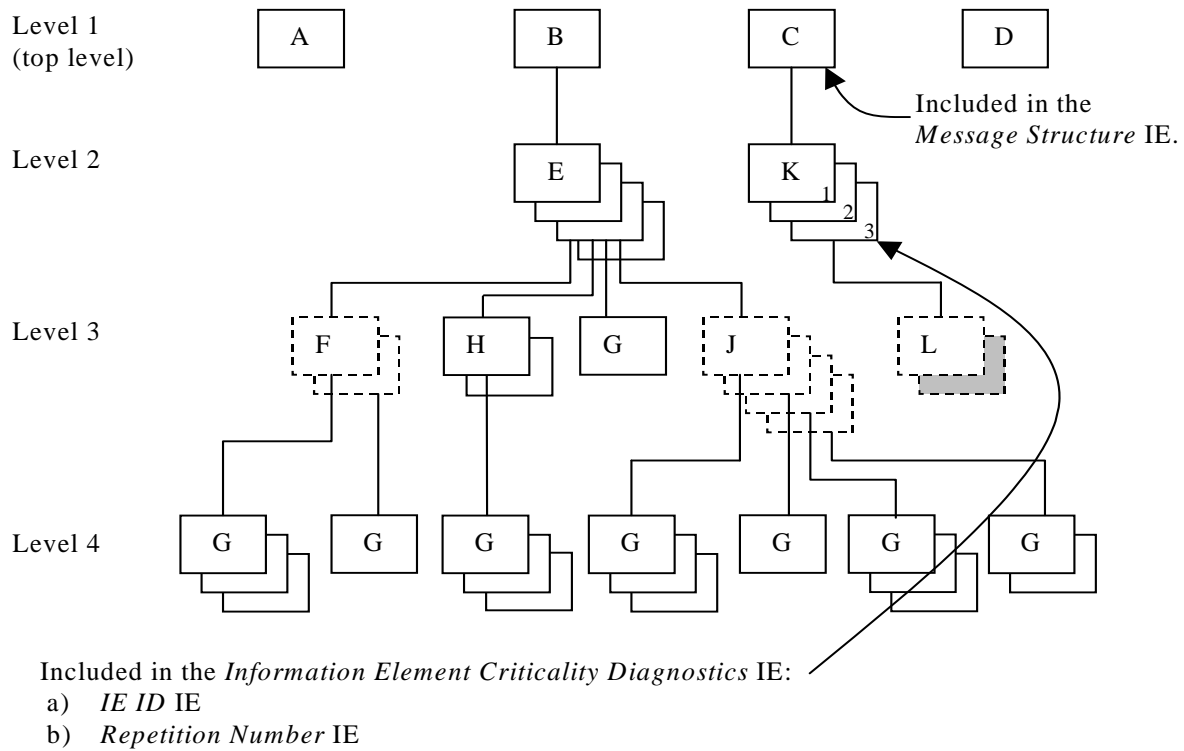 Level 1
(top level)
A
B
C
D
Included in the
Message Structure IE.
Level 2
E
K
1
2
3
Level 3
F
H
G
J
L
Level 4
G
G
G
G
G
G
G
Included in the Information Element Criticality Diagnostics IE:
a) IE ID IE
b) Repetition Number IE